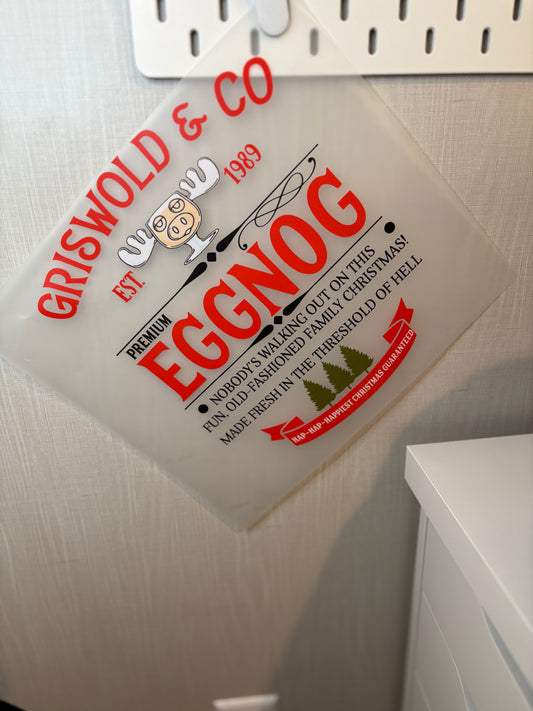 GRISWOLD & CO
EST. 1989
PREMIUM
EGGNOG
NOBODY'S WALKING OUT ON THIS
FUN, OLD-FASHIONED FAMILY CHRISTMAS!
MADE FRESH IN THE THRESHOLD OF HELL
HAP-HAP-HAPPIEST CHRISTMAS GUARANTEED